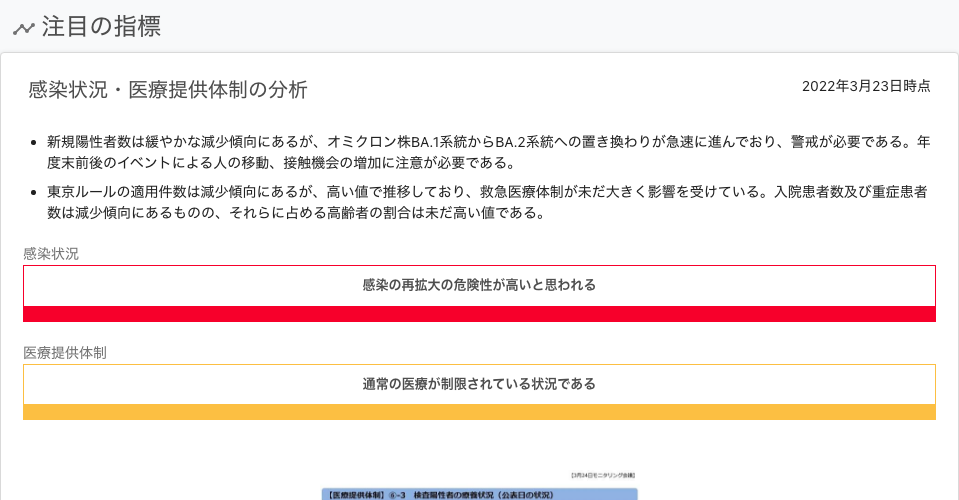 注目の指標
感染状況・医療提供体制の分析
2022年3月23日時点
新規陽性者数は緩やかな減少傾向にあるが、オミクロン株BA.1系統からBA.2系統への置き換わりが急速に進んでおり、警戒が必要である。年
度末前後のイベントによる人の移動、接触機会の増加に注意が必要である。
東京ルールの適用件数は減少傾向にあるが、高い値で推移しており、救急医療体制が未だ大きく影響を受けている。入院患者数及び重症患者
数は減少傾向にあるものの、それらに占める高齢者の割合は未だ高い値である。
感染状況
感染の再拡大の危険性が高いと思われる
医療提供体制
通常の医療が制限されている状況である
【3月24日モニタリング会議】
【医療提供体制】⑥-3 検査陽性者の療養状況（公表日の状況）